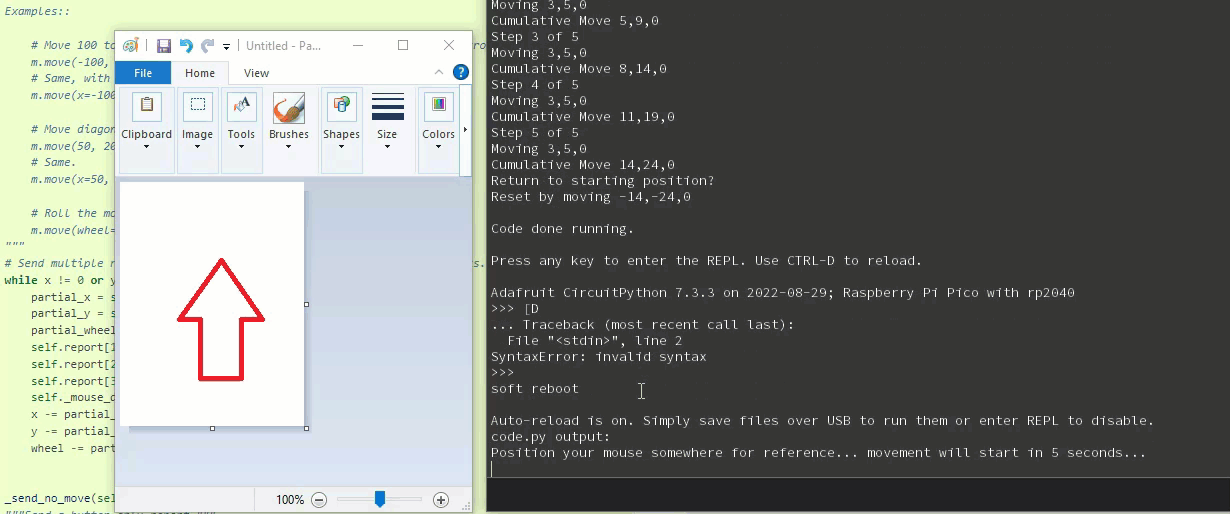 Examples::
# Move 100 to
m.move(-100,
# Same, with
m.move(x=-100
# Move diagon
m.move(50, 20
# Same.
m.move(x=50,
# Roll the mo
m.move(wheel=
"""
# Send multiple
while x != 0 or y
partial_x = s
partial_y = s
partial_wheel
self.report[1
self.report[2
self.report[3
self._mouse_d
x -= partial_
y -= partial_
wheel -= part
_send_no_move(sel
Untitled - Pa...
File Home View
Clipboard Image Tools Brushes Shapes Size Colors
100%
Moving 3,5,0
Cumulative Move 5,9,0
Step 3 of 5
Moving 3,5,0
Cumulative Move 8,14,0
Step 4 of 5
Moving 3,5,0
Cumulative Move 11,19,0
Step 5 of 5
Moving 3,5,0
Cumulative Move 14,24,0
Return to starting position?
Reset by moving -14,-24,0
Code done running.
Press any key to enter the REPL. Use CTRL-D to reload.
Adafruit CircuitPython 7.3.3 on 2022-08-29; Raspberry Pi Pico with rp2040
>>> [D
... Traceback (most recent call last):
File "<stdin>", line 2
SyntaxError: invalid syntax
>>>
soft reboot
Auto-reload is on. Simply save files over USB to run them or enter REPL to disable.
code.py output:
Position your mouse somewhere for reference... movement will start in 5 seconds...